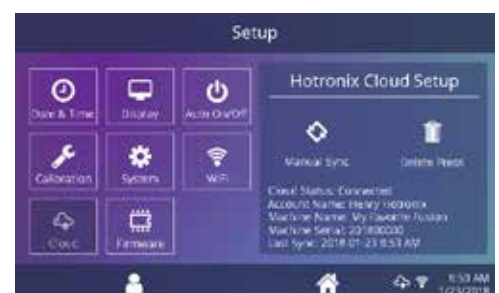 Setup
Date & Time
Display
Auto On/Off
Hotronix Cloud Setup
Manual Sync
Delete Press
Calibration
System
WiFi
Cloud
Firmware
Cloud Status: Connected
Account Name: Henry Hotronix
Machine Name: My Favorite Fusion
Machine Serial: 201800000
Last Sync: 2018-01-23 8:53 AM
8:53 AM
1/23/2018